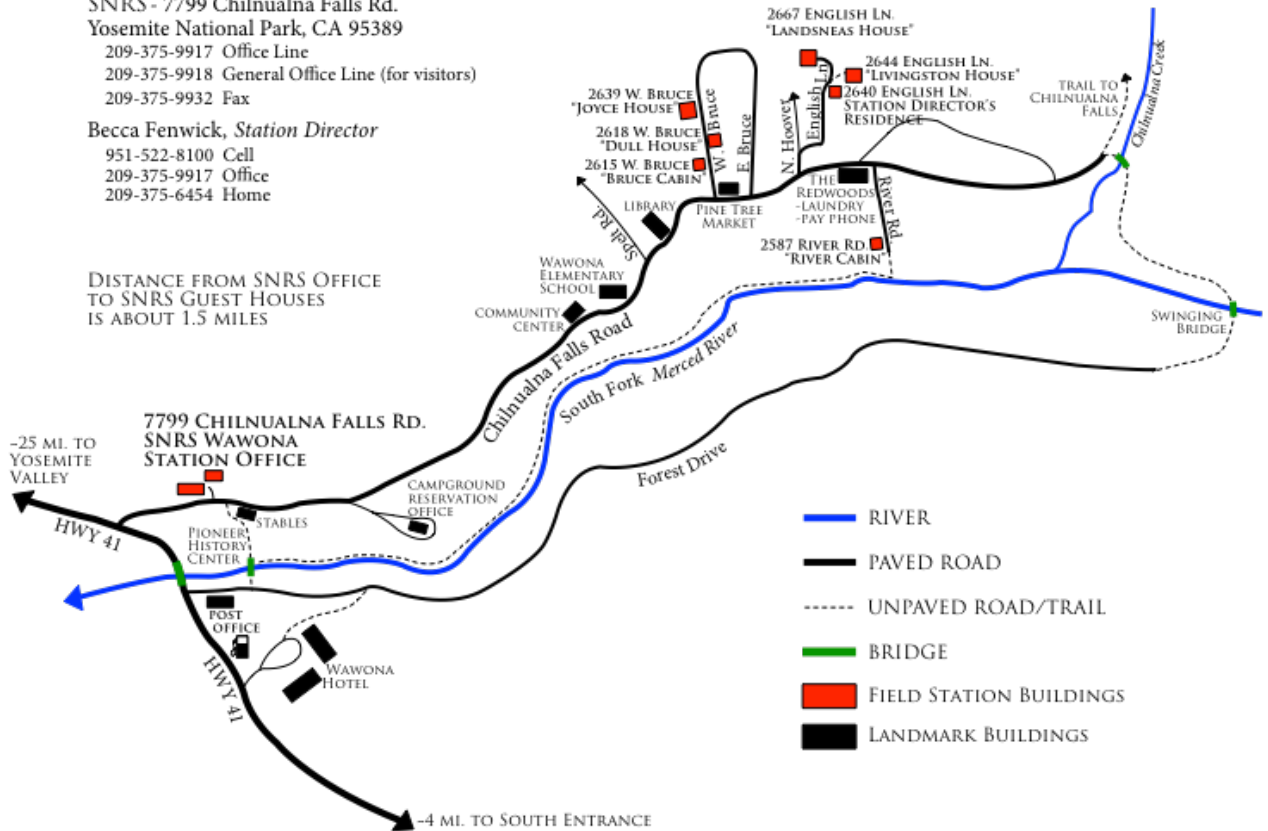 SNRS - 7799 Chilnualna Falls Rd.
Yosemite National Park, CA 95389
209-375-9917 Office Line
209-375-9918 General Office Line (for visitors)
209-375-9932 Fax
Becca Fenwick, Station Director
951-522-8100 Cell
209-375-9917 Office
209-375-6454 Home
Distance from SNRS Office
to SNRS Guest Houses
is about 1.5 miles
2667 English Ln.
"Landsneas House"
2644 English Ln.
"Livingston House"
2640 English Ln.
Station Director's
Residence
2639 W. Bruce
"Joyce House"
2618 W. Bruce
"Dull House"
2615 W. Bruce
"Bruce Cabin"
W. Bruce
E. Bruce
N. Hoover
English Ln
Trail to
Chilnualna
Falls
Chilnualna Creek
Library
Spelt Rd
Pine Tree
Market
The
Redwoods
-Laundry
-Pay Phone
River Rd.
2587 River Rd.
"River Cabin"
Wawona
Elementary
School
Community
Center
Chilnualna Falls Road
South Fork Merced River
Swinging
Bridge
Forest Drive
7799 Chilnualna Falls Rd.
SNRS Wawona
Station Office
~25 mi. to
Yosemite
Valley
HWY 41
Stables
Pioneer
History
Center
Campground
Reservation
Office
Post
Office
Wawona
Hotel
HWY 41
~4 mi. to South Entrance
River
Paved Road
Unpaved Road/Trail
Bridge
Field Station Buildings
Landmark Buildings